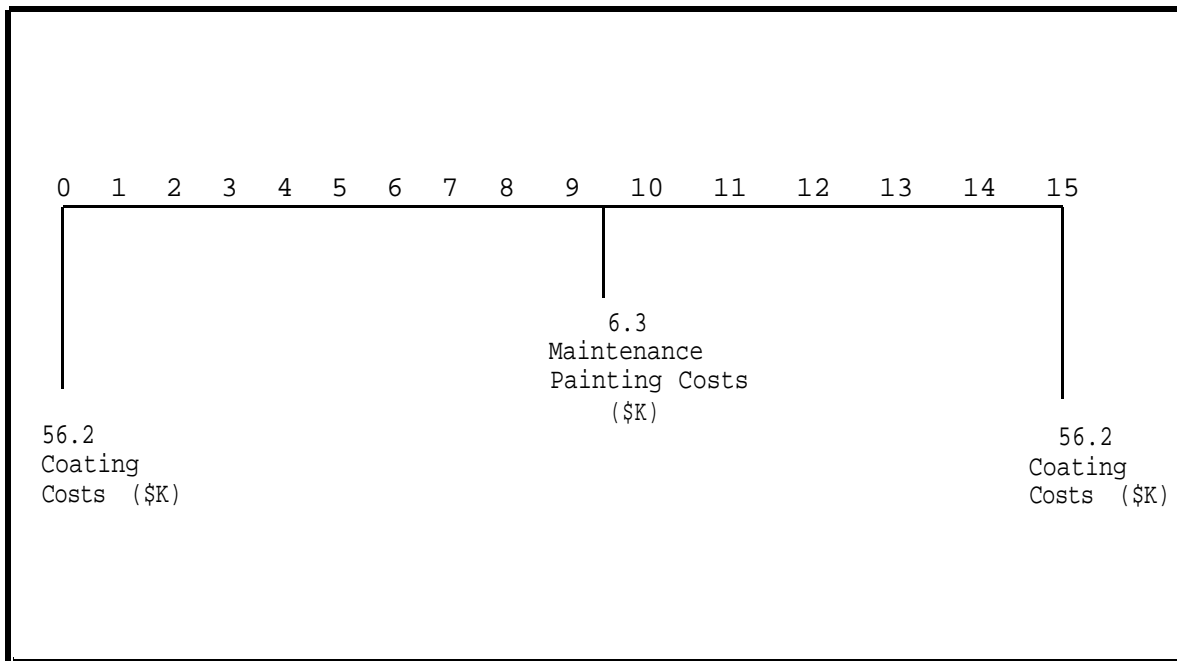 0 1 2 3 4 5 6 7 8 9 10 11 12 13 14 15
6.3
Maintenance
Painting Costs
($K)
56.2
Coating
Costs ($K)
56.2
Coating
Costs ($K)